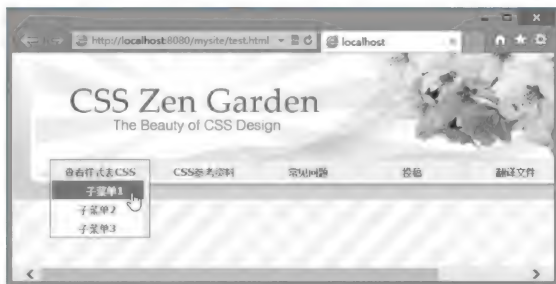 http://localhost:8080/mysite/test.html
localhost
CSS Zen Garden
The Beauty of CSS Design
查看样式表CSS CSS参考资料 常见问题 投稿 翻译文件
子菜单1
子菜单2
子菜单3